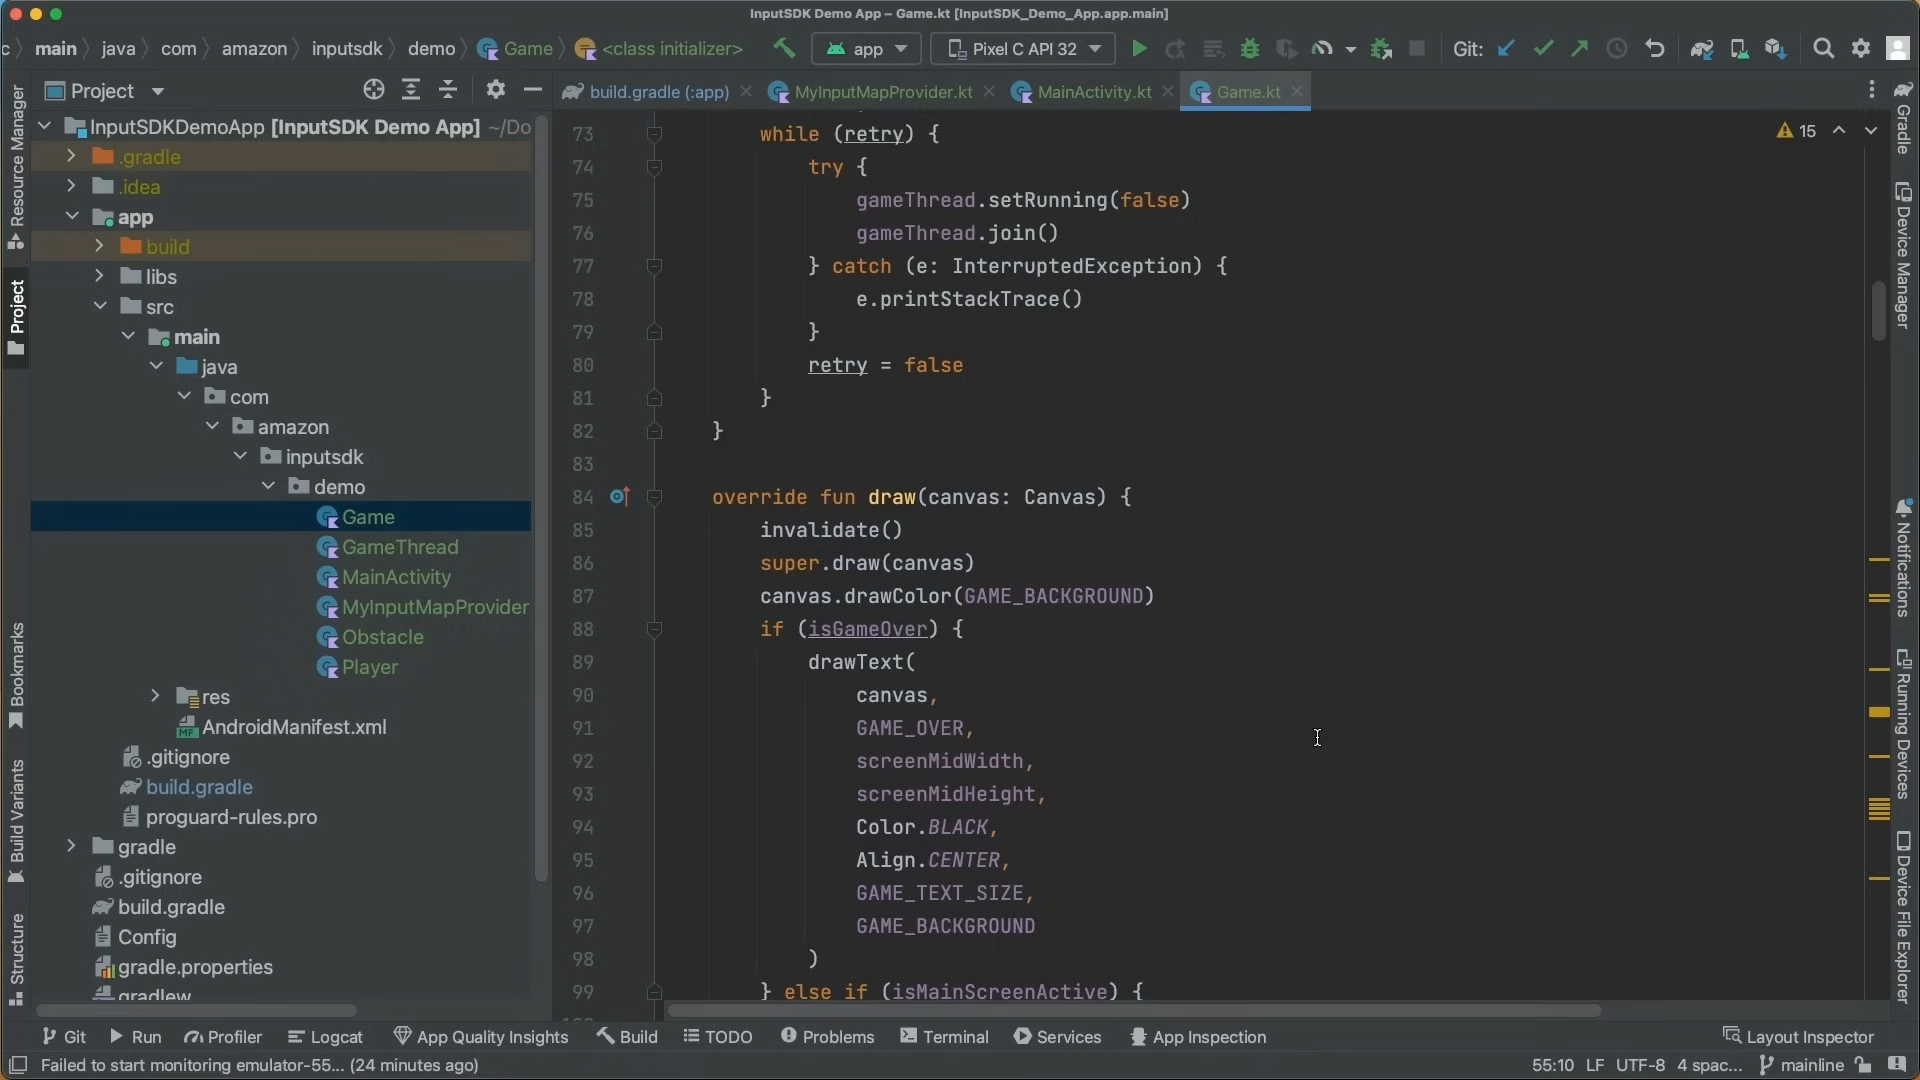 InputSDK Demo App – Game.kt [InputSDK_Demo_App.app.main]
c main java com amazon inputsdk demo Game <class initializer> app Pixel C API 32 Git:
Project
build.gradle (:app) MyInputMapProvider.kt MainActivity.kt Game.kt
Resource Manager
Project
Bookmarks
Build Variants
Structure
InputSDKDemoApp [InputSDK Demo App] ~/Do
.gradle
.idea
app
build
libs
src
main
java
com
amazon
inputsdk
demo
Game
GameThread
MainActivity
MyInputMapProvider
Obstacle
Player
res
AndroidManifest.xml
.gitignore
build.gradle
proguard-rules.pro
gradle
.gitignore
build.gradle
Config
gradle.properties
gradlew
73 while (retry) {
74 try {
75 gameThread.setRunning(false)
76 gameThread.join()
77 } catch (e: InterruptedException) {
78 e.printStackTrace()
79 }
80 retry = false
81 }
82 }
83
84 override fun draw(canvas: Canvas) {
85 invalidate()
86 super.draw(canvas)
87 canvas.drawColor(GAME_BACKGROUND)
88 if (isGameOver) {
89 drawText(
90 canvas,
91 GAME_OVER,
92 screenMidWidth,
93 screenMidHeight,
94 Color.BLACK,
95 Align.CENTER,
96 GAME_TEXT_SIZE,
97 GAME_BACKGROUND
98 )
99 } else if (isMainScreenActive) {
15
Gradle
Device Manager
Notifications
Running Devices
Device File Explorer
Git Run Profiler Logcat App Quality Insights Build TODO Problems Terminal Services App Inspection Layout Inspector
Failed to start monitoring emulator-55... (24 minutes ago) 55:10 LF UTF-8 4 spac... mainline